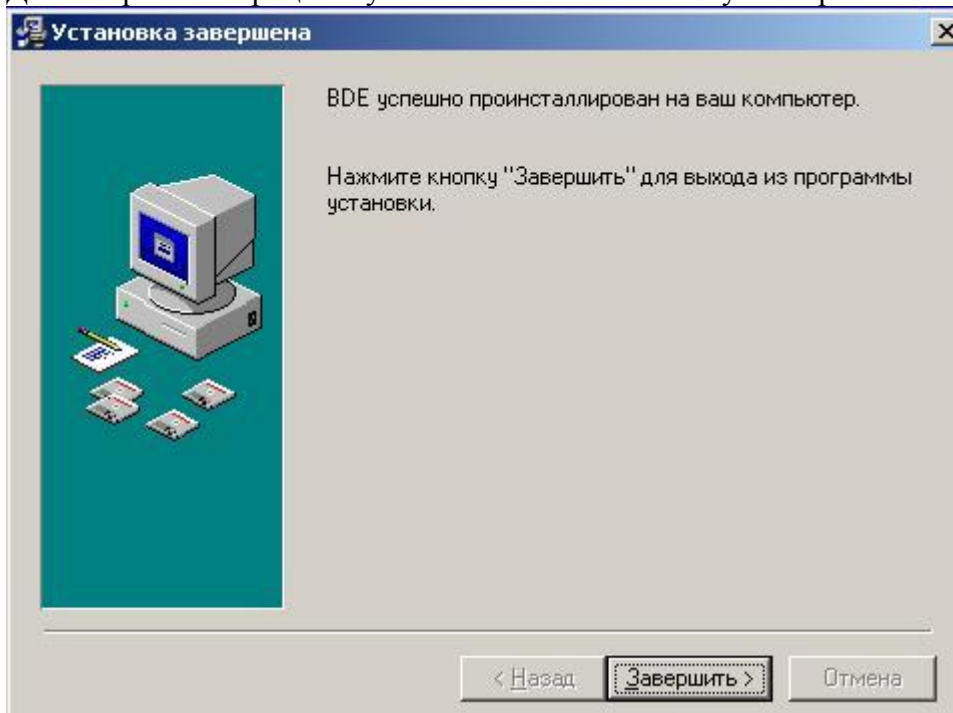 Установка завершена
BDE успешно проинсталлирован на ваш компьютер.
Нажмите кнопку "Завершить" для выхода из программы
установки.
< Назад
Завершить >
Отмена